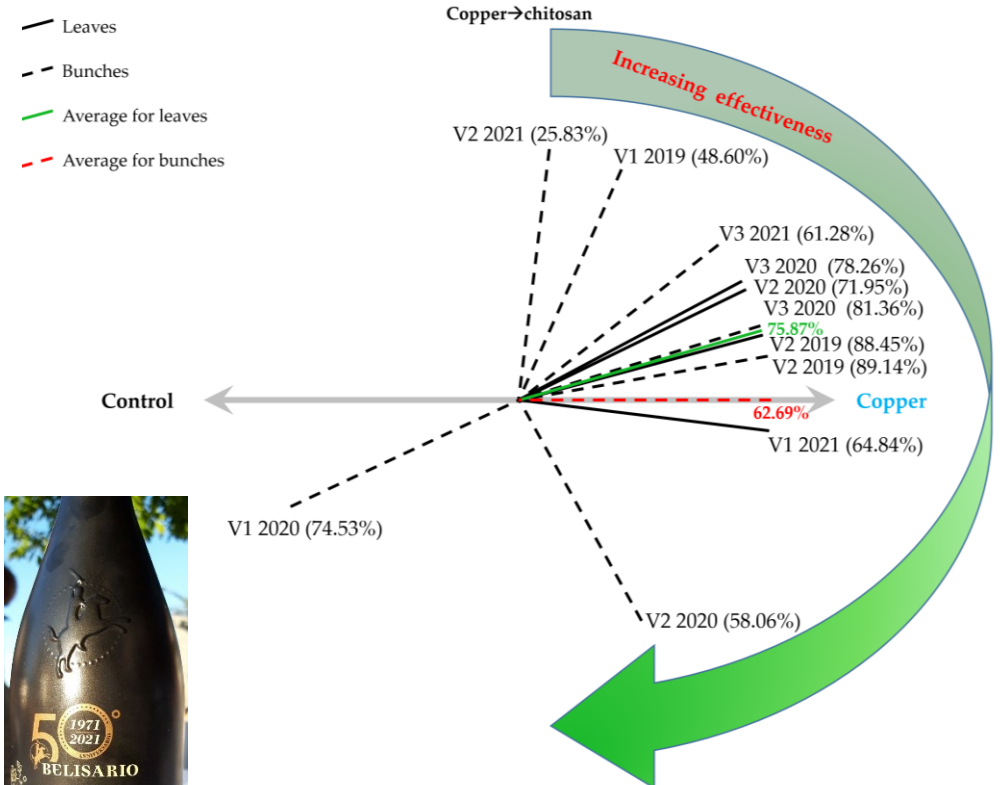 Copper→chitosan
Leaves
Bunches
Average for leaves
Average for bunches
Increasing effectiveness
V2 2021 (25.83%)
V1 2019 (48.60%)
V3 2021 (61.28%)
V3 2020 (78.26%)
V2 2020 (71.95%)
V3 2020 (81.36%)
75.87%
V2 2019 (88.45%)
V2 2019 (89.14%)
Control
Copper
62.69%
V1 2021 (64.84%)
V1 2020 (74.53%)
V2 2020 (58.06%)
50°
1971
2021
ANNIVERSARIO
BELISARIO